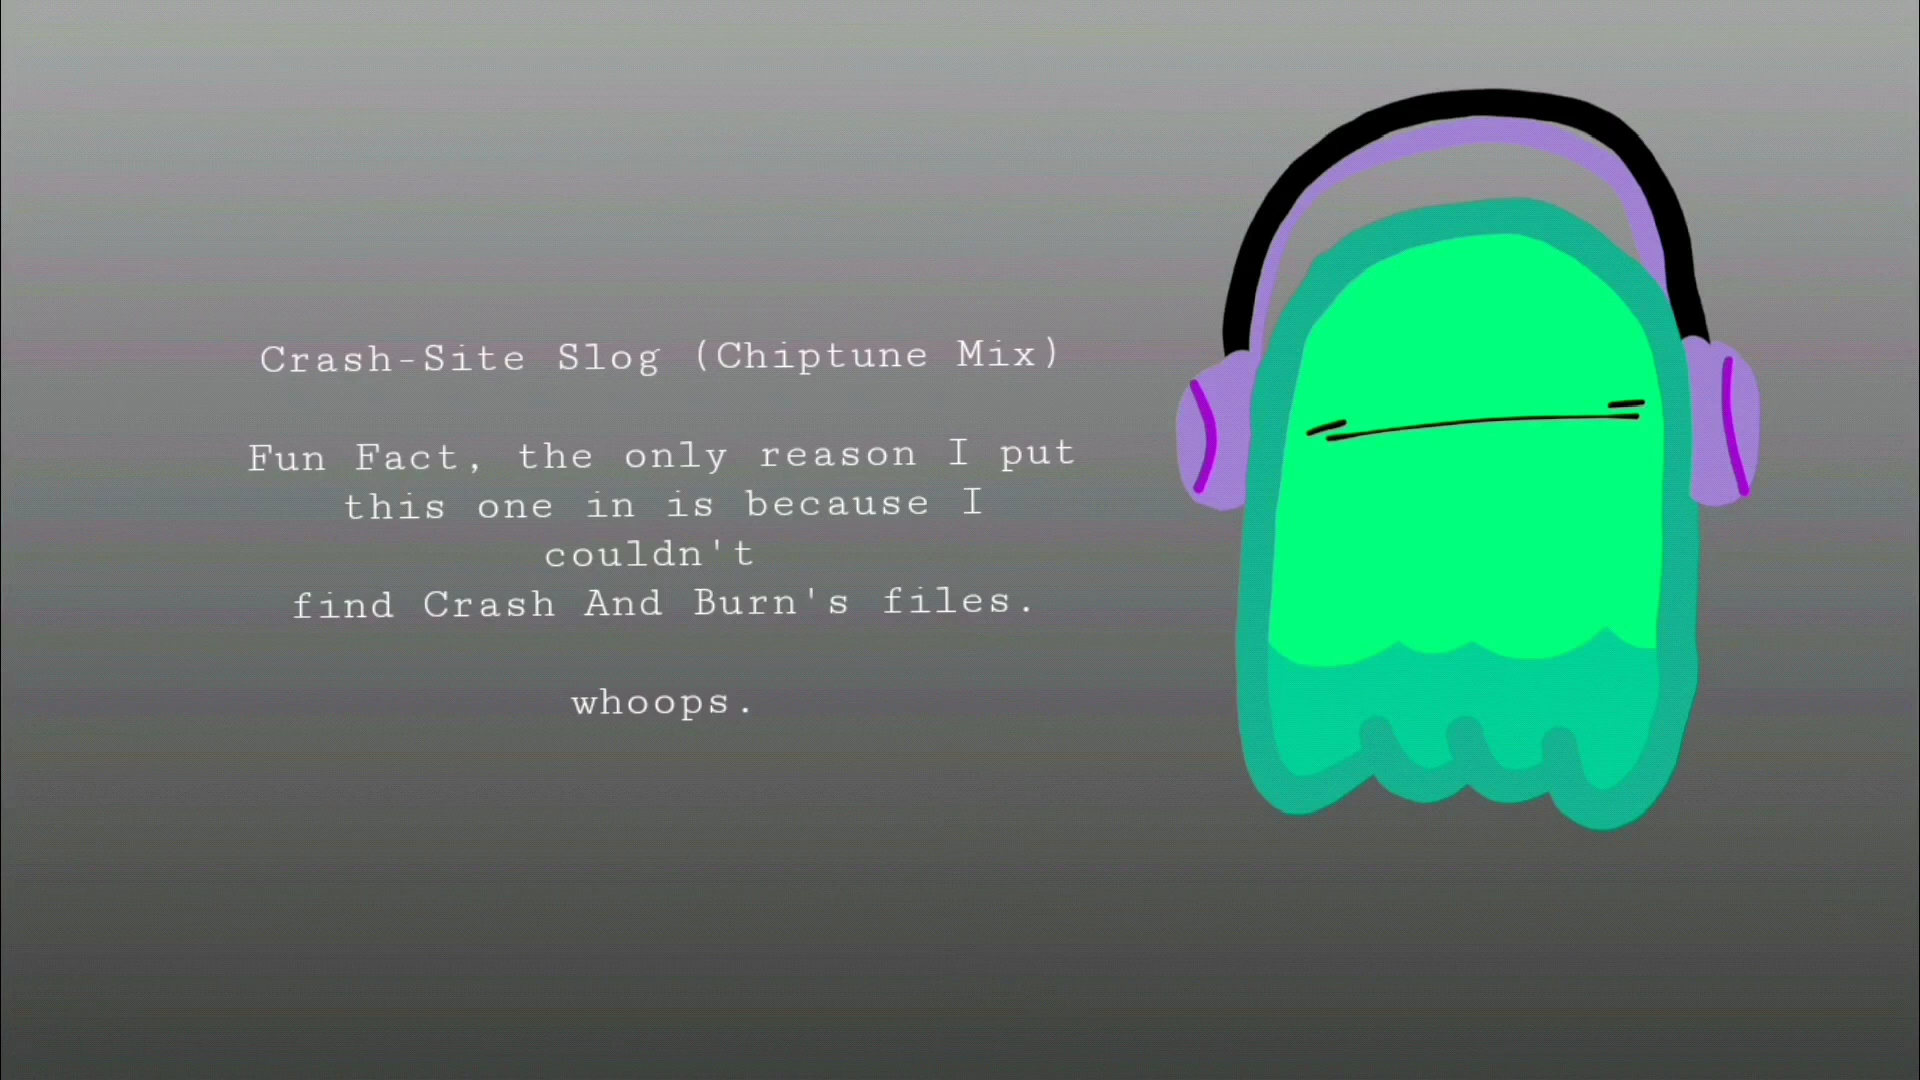 Crash-Site Slog (Chiptune Mix)
Fun Fact, the only reason I put
this one in is because I
couldn't
find Crash And Burn's files.
whoops.